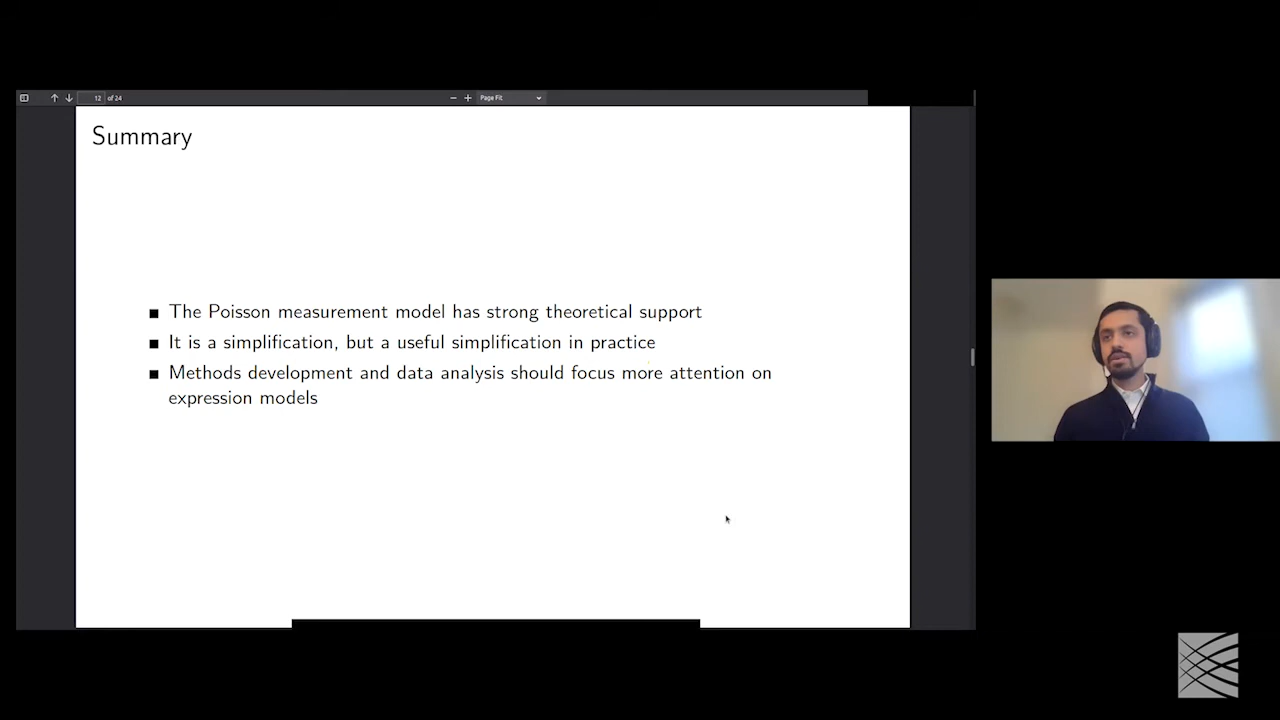 12 of 24
Page Fit
Summary
The Poisson measurement model has strong theoretical support
It is a simplification, but a useful simplification in practice
Methods development and data analysis should focus more attention on
expression models